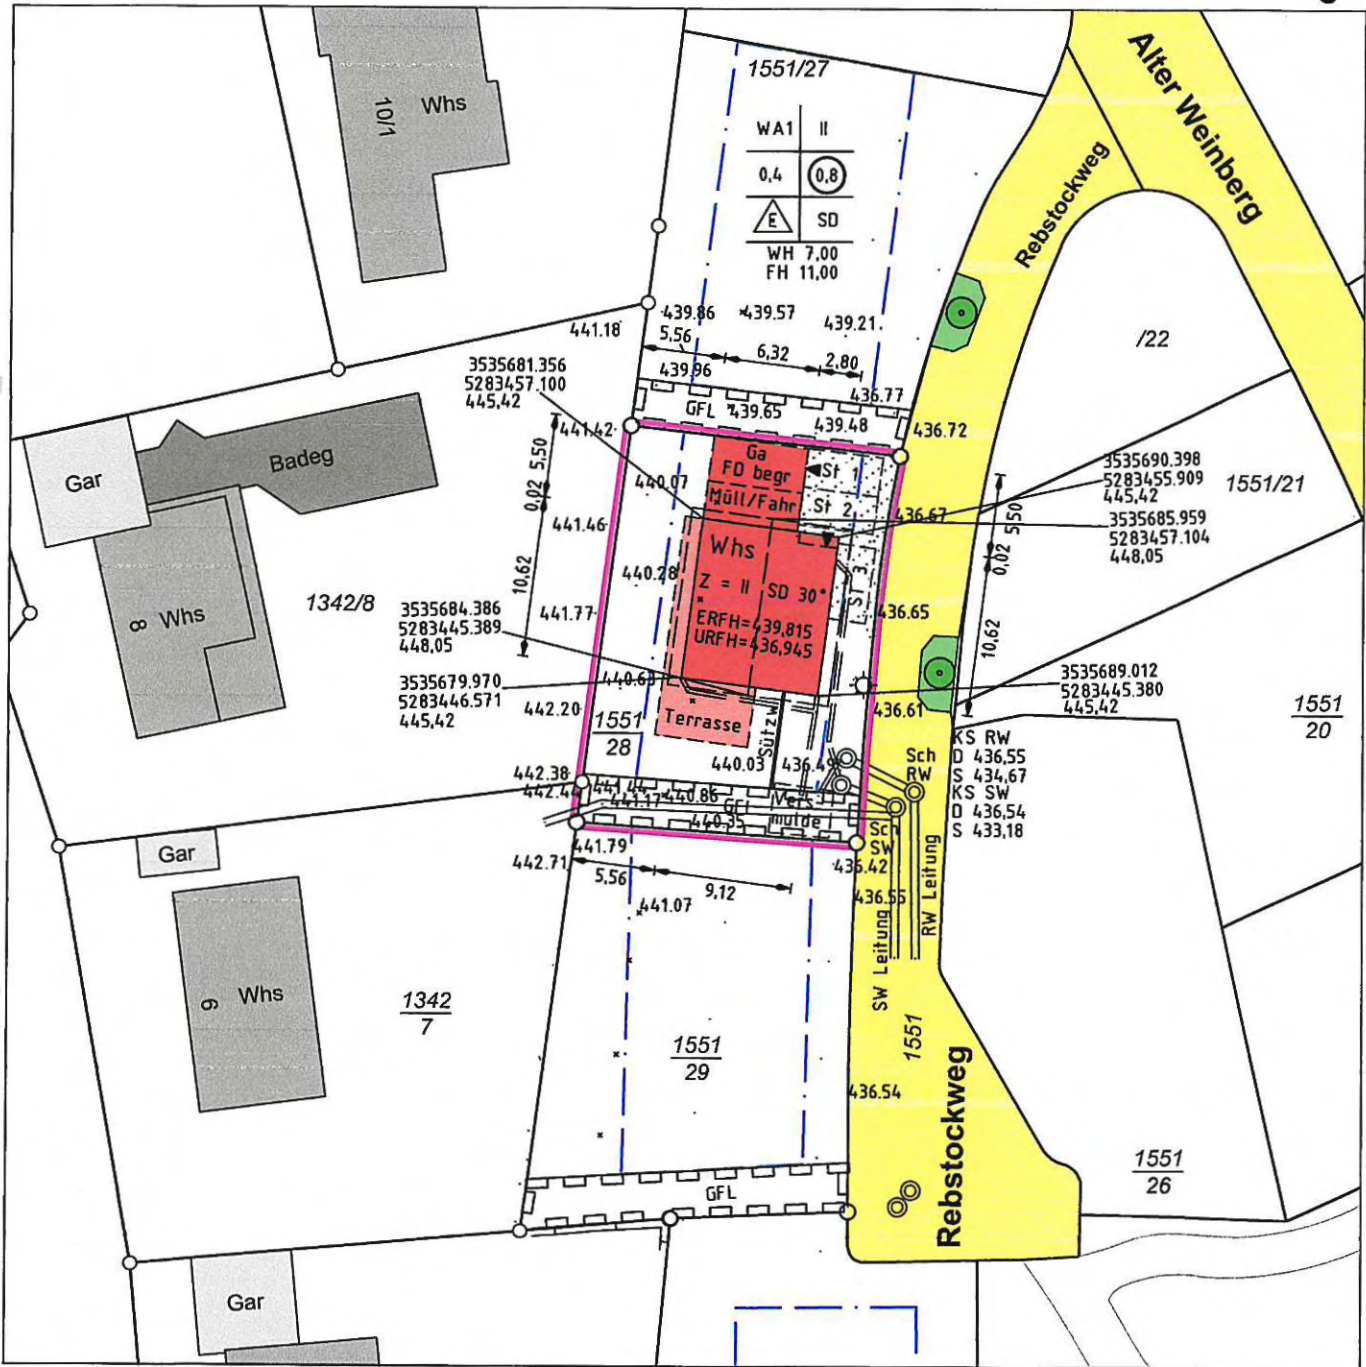 1551/27
Alter Weinberg
Rebstockweg
10/1
Whs
WA1 II
0,4 0,8
E SD
WH 7,00
FH 11,00
/22
441.18
439.86
439.57
439.21
5,56
6,32
2,80
439.96
436.77
3535681.356
5283457.100
445,42
GFL
439.65
439.48
436.72
441.42
Gar
Badeg
Ga
FD begr
Müll/Fahr
St 1
St 2
St 3
440.07
436.67
3535690.398
5283455.909
445,42
1551/21
3535685.959
5283457.104
448,05
5,50
0,02
10,62
5,50
0,02
10,62
441.46
440.28
441.77
Whs
Z = II SD 30°
ERFH=439,815
URFH=436,945
436.65
8 Whs
1342/8
3535684.386
5283445.389
448,05
3535679.970
5283446.571
445,42
440.63
442.20
3535689.012
5283445.380
445,42
436.61
1551
20
1551
28
Terrasse
Sützw
440.03
436.49
Sch
RW
KS RW
D 436,55
S 434,67
KS SW
D 436,54
S 433,18
442.38
442.44
441.44
441.17
440.86
GFL
440.35
Vers
mulde
Sch
SW
Gar
441.79
442.71
5,56
9,12
436.42
436.55
441.07
SW Leitung
RW Leitung
6 Whs
1342
7
1551
29
1551
436.54
Rebstockweg
GFL
1551
26
Gar